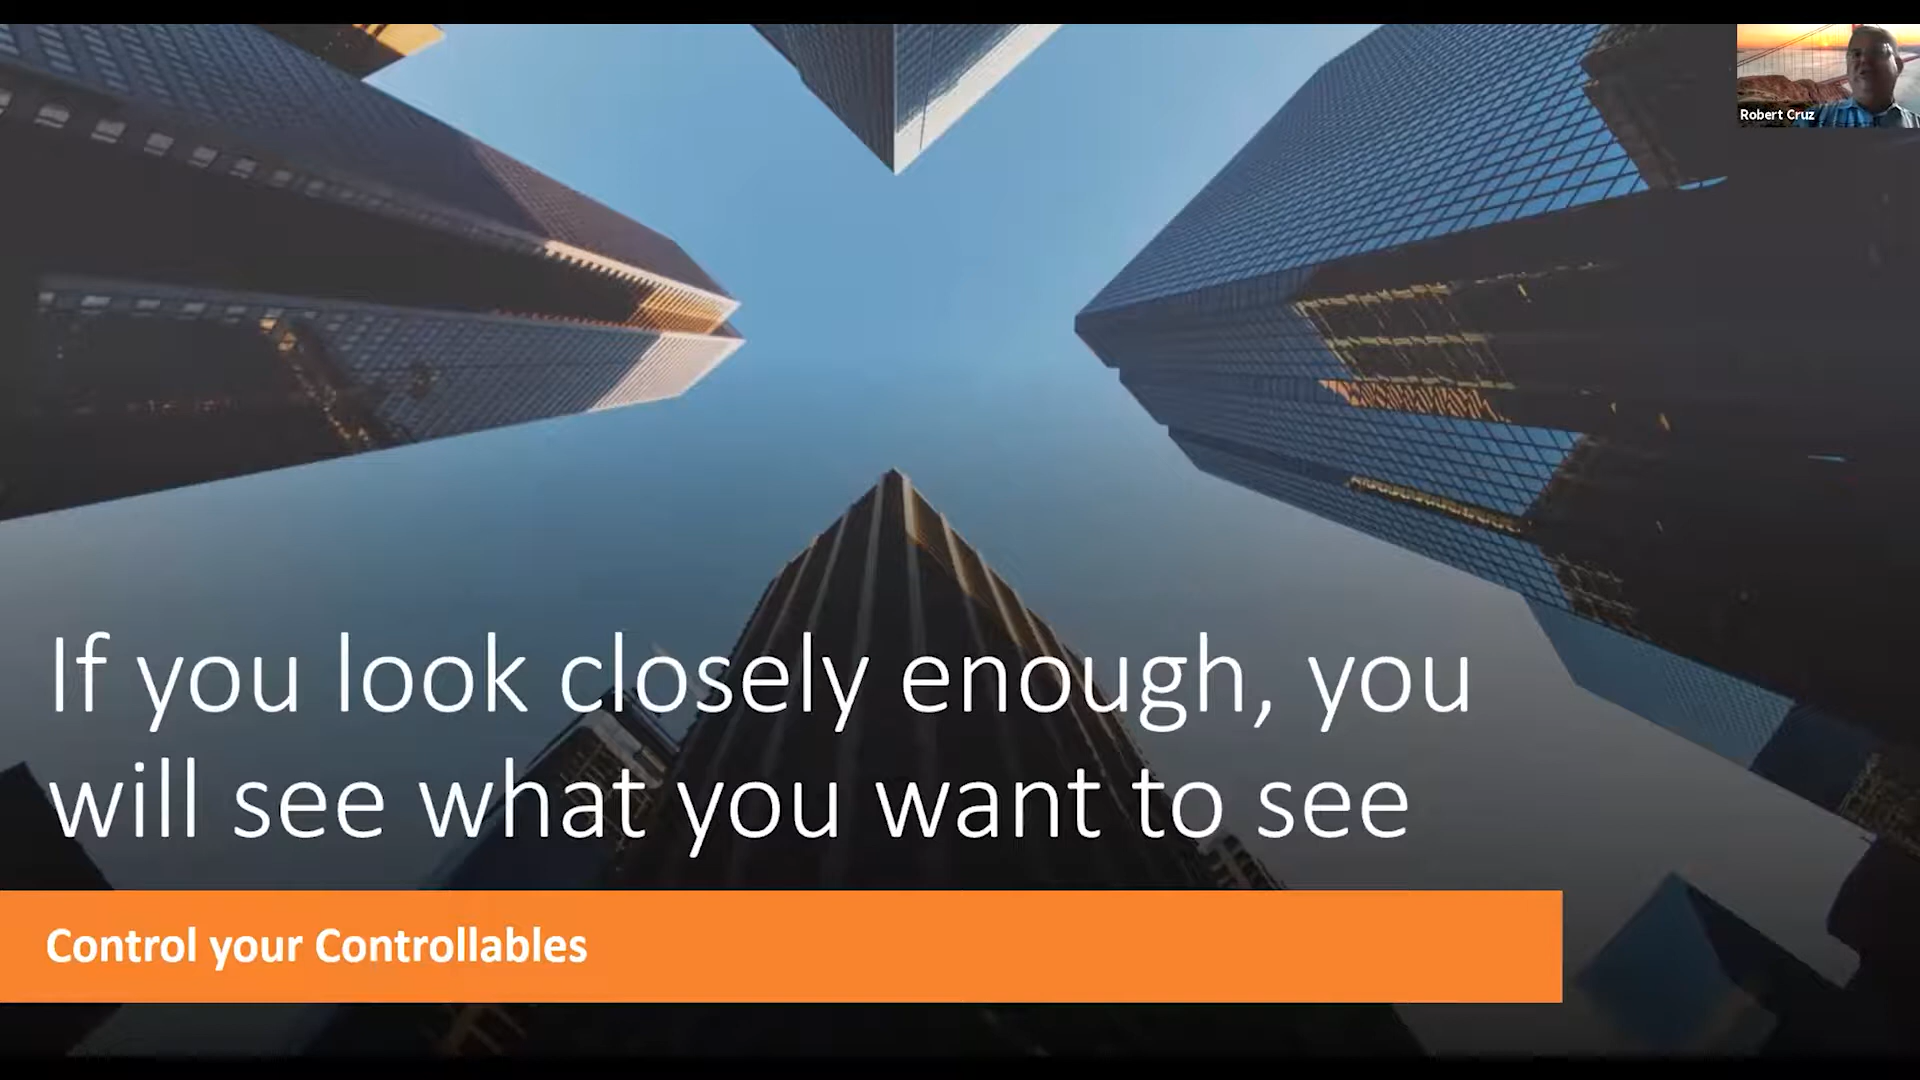 Robert Cruz
If you look closely enough, you
will see what you want to see
Control your Controllables